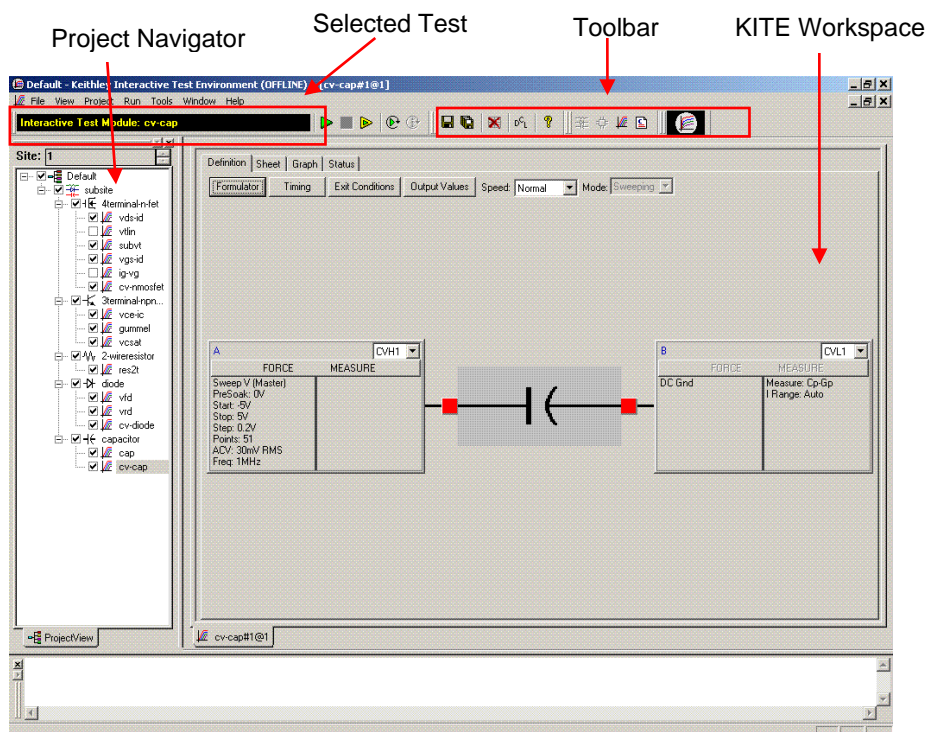 Project Navigator
Selected Test
Toolbar
KITE Workspace
Default - Keithley Interactive Test Environment (OFFLINE) - [cv-cap#1@1]
File View Project Run Tools Window Help
Interactive Test Module: cv-cap
Site: 1
Default
subsite
4terminal-n-fet
vds-id
vtlin
subvt
vgs-id
ig-vg
cv-nmosfet
3terminal-npn...
vce-ic
gummel
vcsat
2-wireresistor
res2t
diode
vfd
vrd
cv-diode
capacitor
cap
cv-cap
ProjectView
Definition Sheet Graph Status
Formulator Timing Exit Conditions Output Values Speed: Normal Mode: Sweeping
A CVH1
FORCE MEASURE
Sweep V (Master)
PreSoak: 0V
Start: -5V
Stop: 5V
Step: 0.2V
Points: 51
ACV: 30mV RMS
Freq: 1MHz
B CVL1
FORCE MEASURE
DC Gnd Measure: Cp-Gp
I Range: Auto
cv-cap#1@1